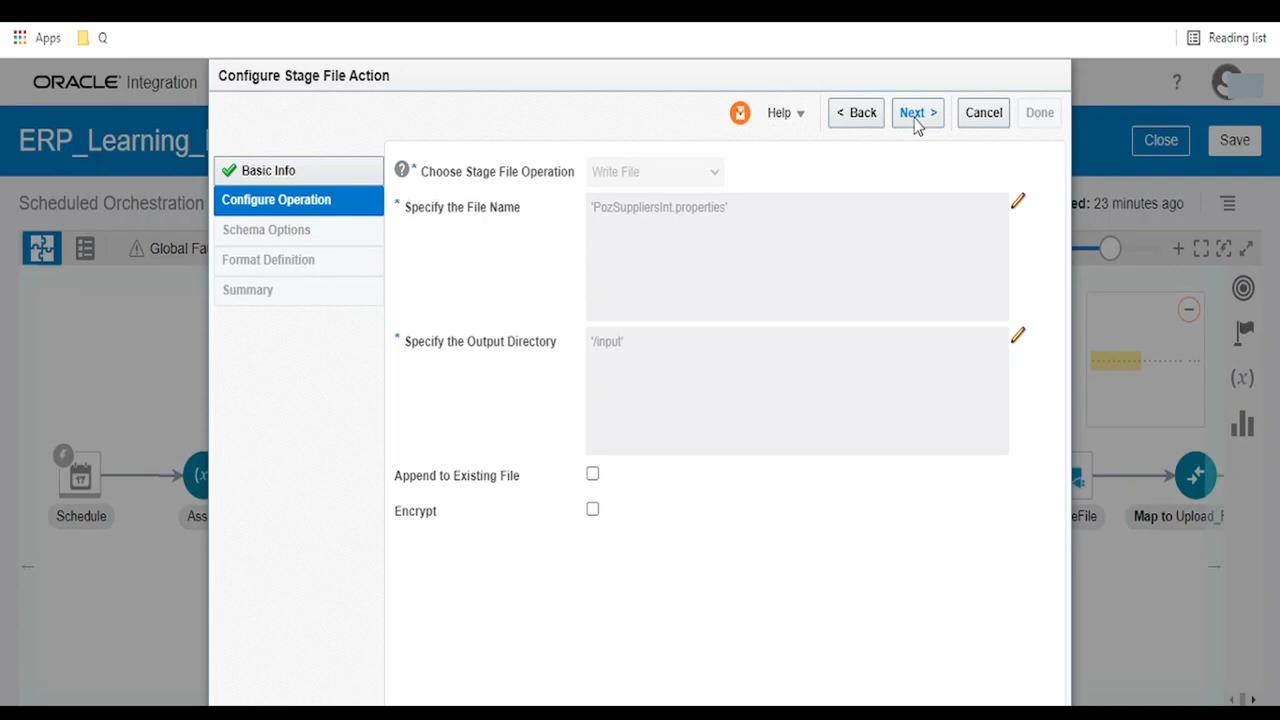 Apps
Q
Reading list
ORACLE Integration
Configure Stage File Action
?
Help
< Back
Next >
Cancel
Done
ERP_Learning_
Close
Save
Basic Info
Configure Operation
Schema Options
Format Definition
Summary
? * Choose Stage File Operation
Write File
* Specify the File Name
'PozSuppliersInt.properties'
* Specify the Output Directory
'/input'
Append to Existing File
Encrypt
Scheduled Orchestration
ed: 23 minutes ago
Global Fa
(x)
17
(x
Schedule
Ass
eFile
Map to Upload_F